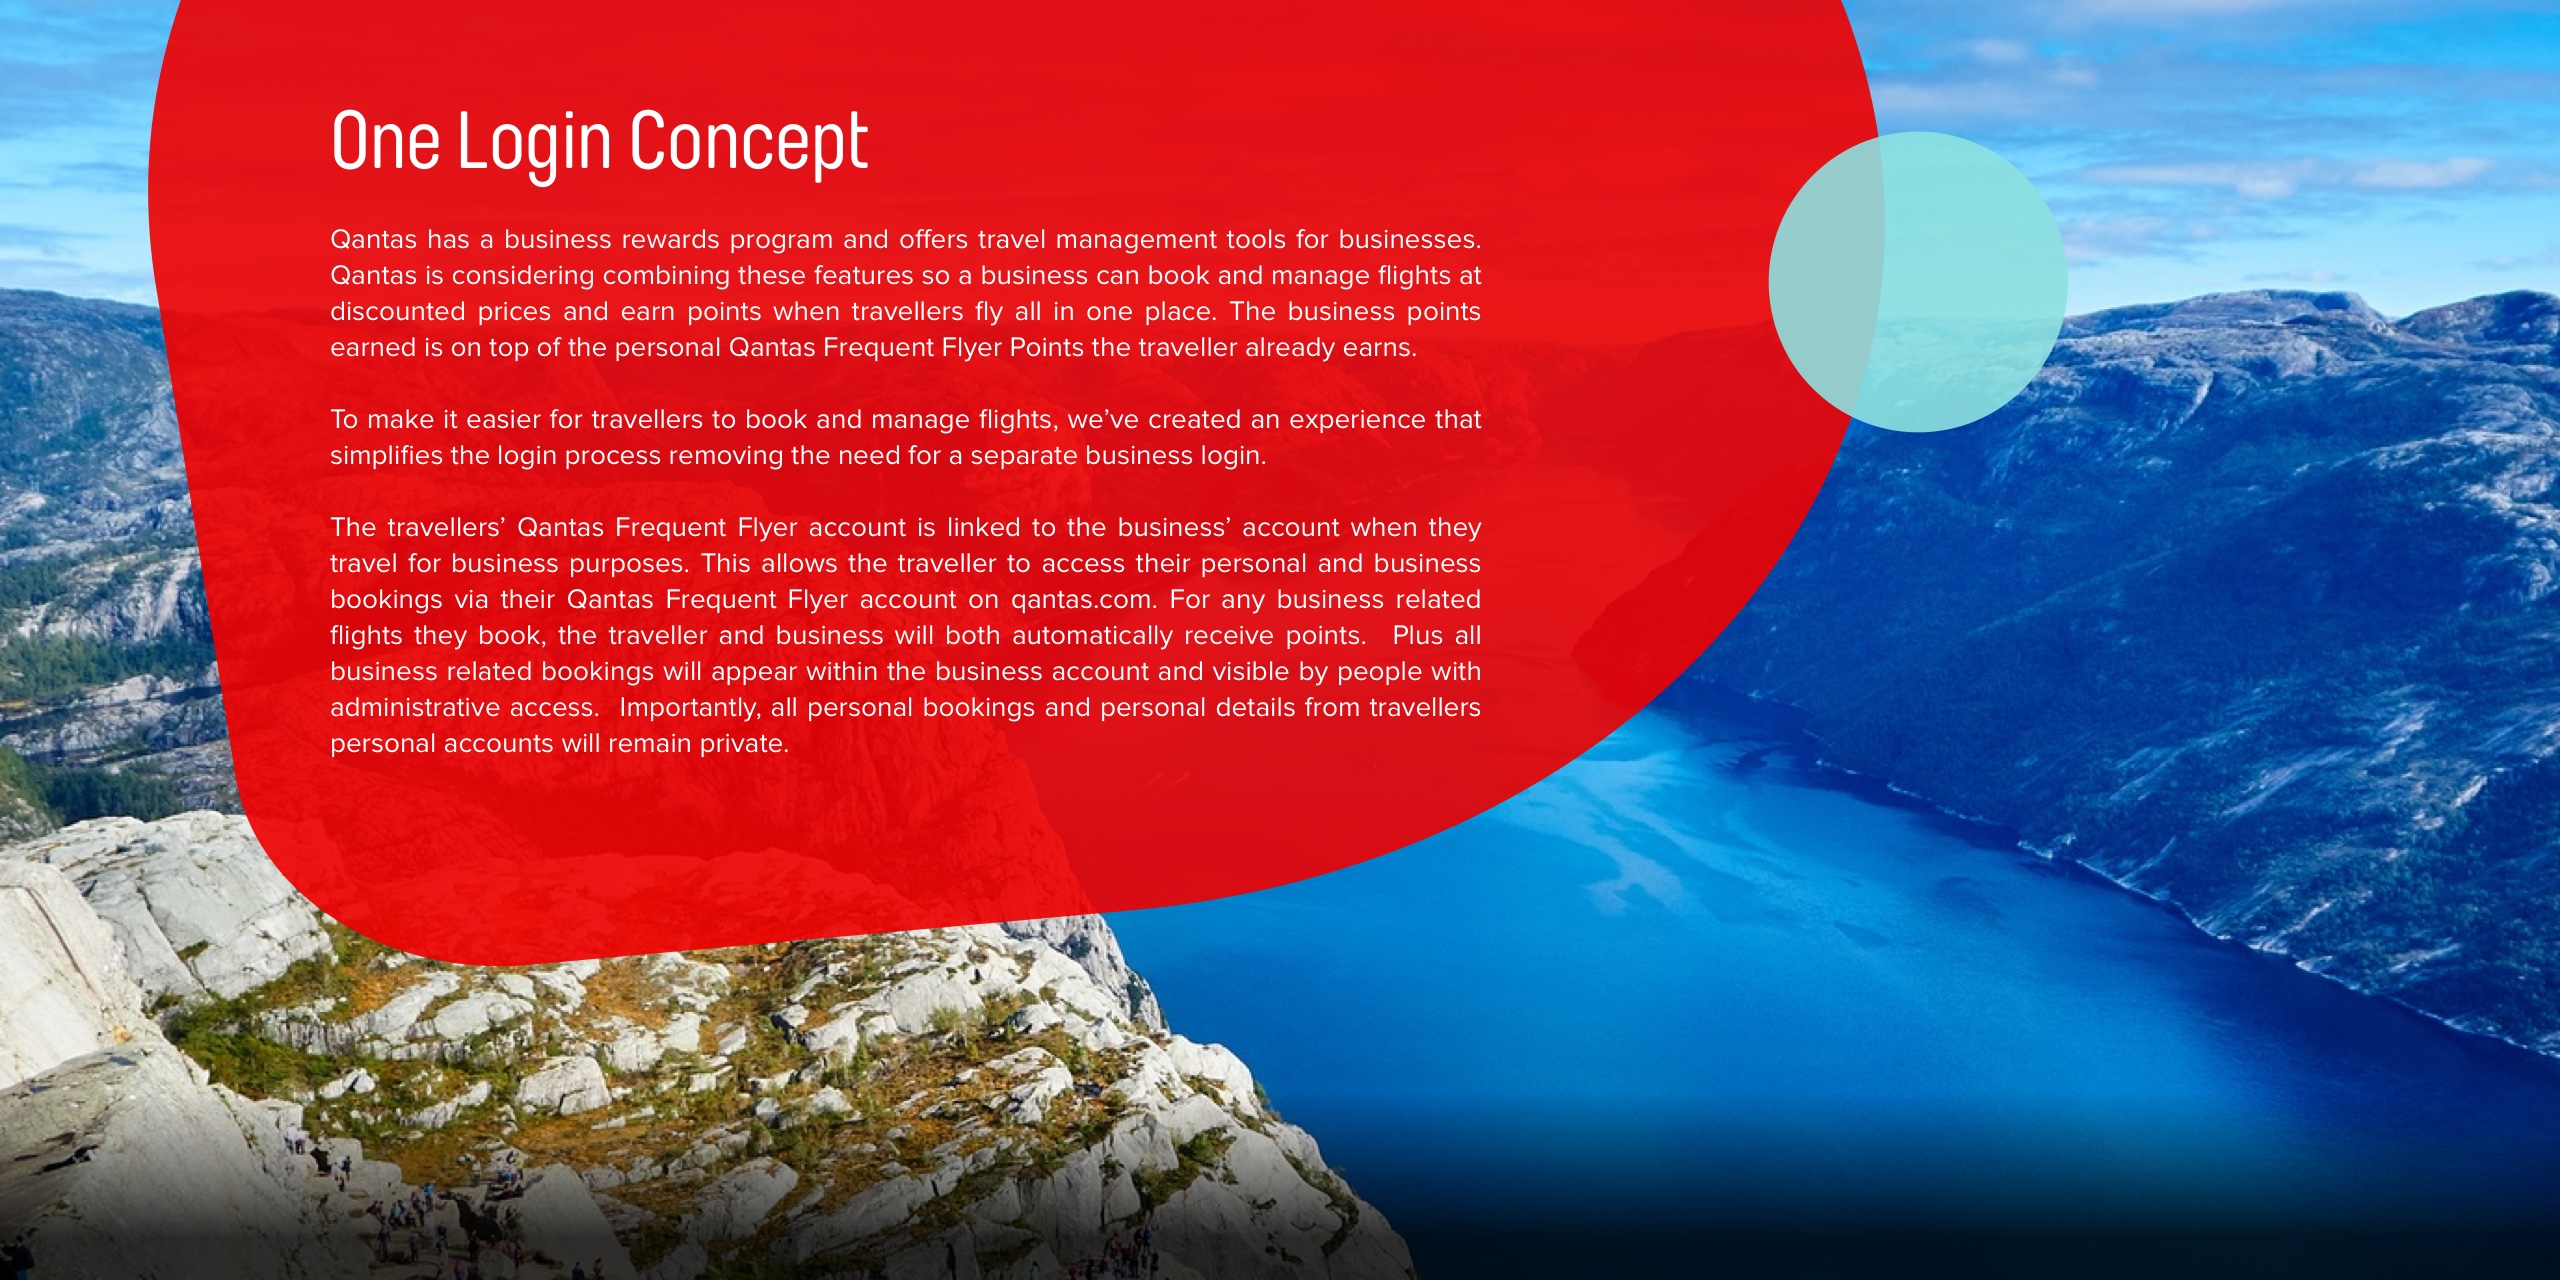 One Login Concept
Qantas has a business rewards program and offers travel management tools for businesses.
Qantas is considering combining these features so a business can book and manage flights at
discounted prices and earn points when travellers fly all in one place. The business points
earned is on top of the personal Qantas Frequent Flyer Points the traveller already earns.
To make it easier for travellers to book and manage flights, we’ve created an experience that
simplifies the login process removing the need for a separate business login.
The travellers’ Qantas Frequent Flyer account is linked to the business’ account when they
travel for business purposes. This allows the traveller to access their personal and business
bookings via their Qantas Frequent Flyer account on qantas.com. For any business related
flights they book, the traveller and business will both automatically receive points.  Plus all
business related bookings will appear within the business account and visible by people with
administrative access.  Importantly, all personal bookings and personal details from travellers
personal accounts will remain private.